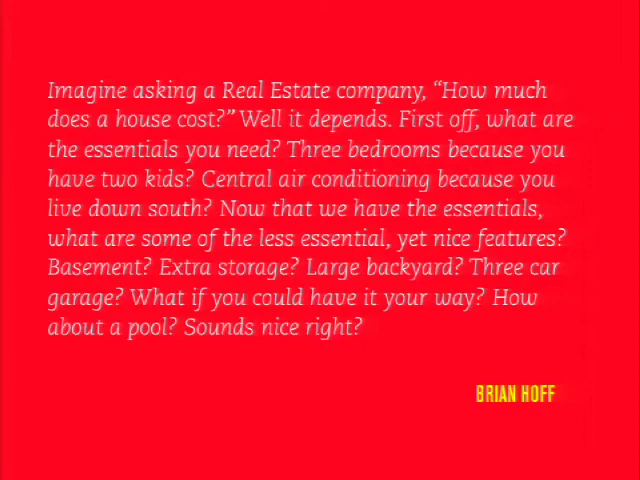 Imagine asking a Real Estate company, “How much
does a house cost?” Well it depends. First off, what are
the essentials you need? Three bedrooms because you
have two kids? Central air conditioning because you
live down south? Now that we have the essentials,
what are some of the less essential, yet nice features?
Basement? Extra storage? Large backyard? Three car
garage? What if you could have it your way? How
about a pool? Sounds nice right?
BRIAN HOFF